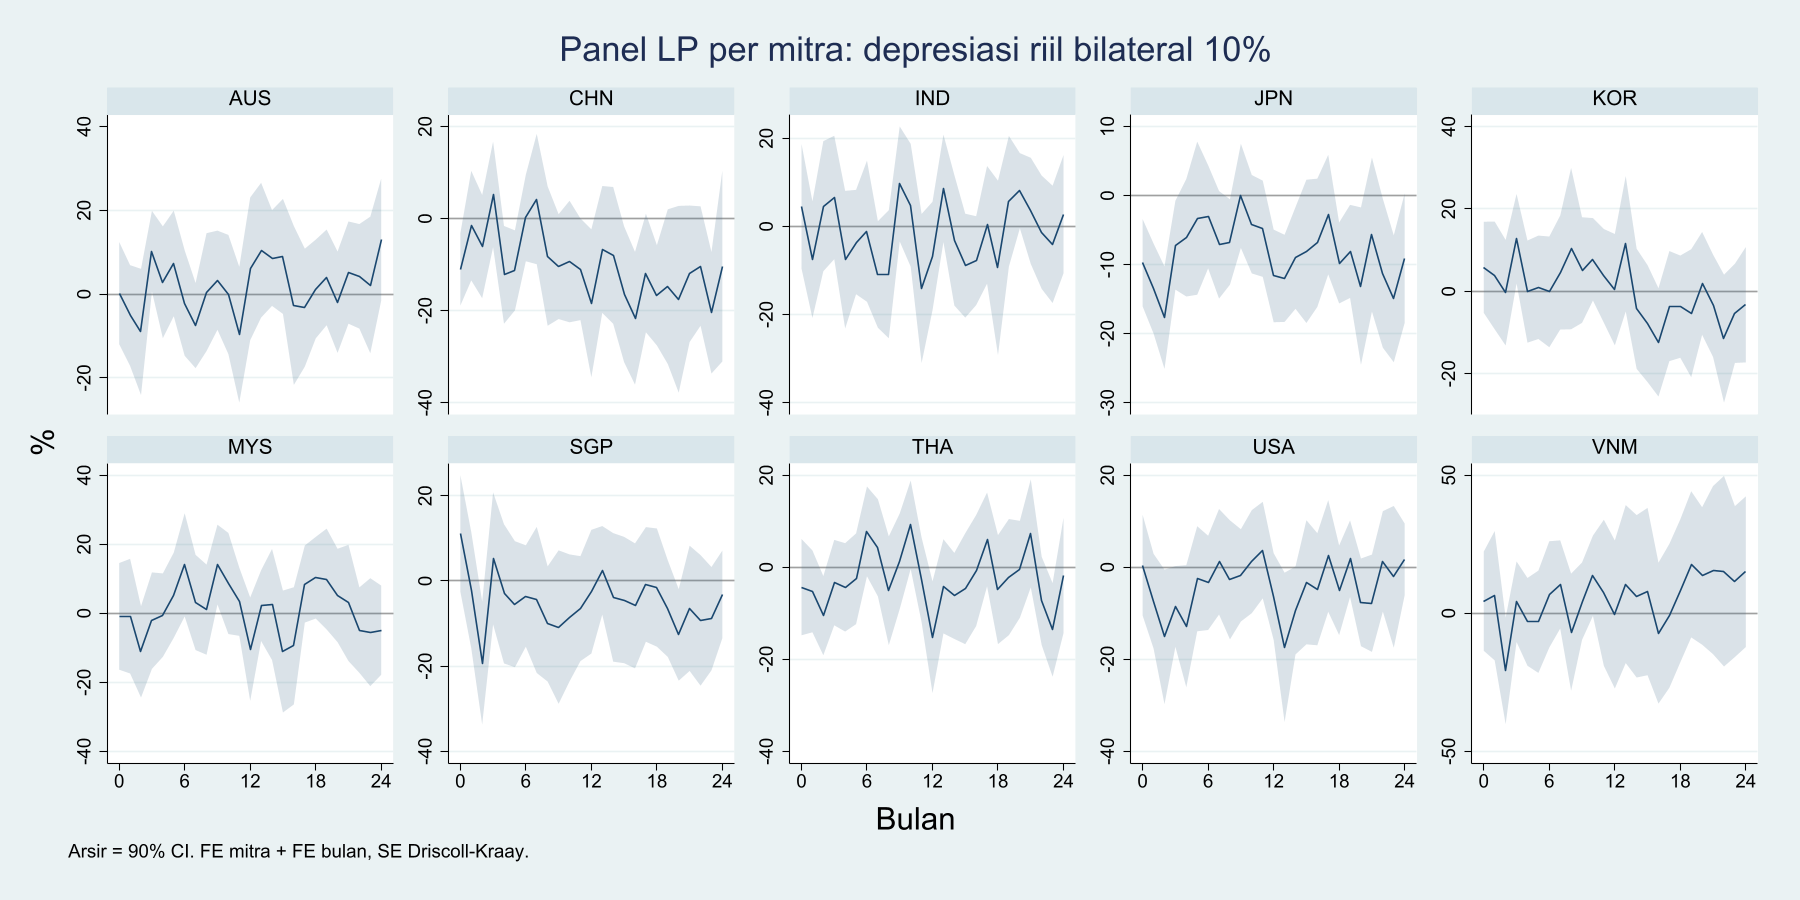 Panel LP per mitra: depresiasi riil bilateral 10%
AUS
CHN
IND
JPN
KOR
40
20
0
-20
20
0
-20
-40
20
0
-20
-40
10
0
-10
-20
-30
40
20
0
-20
%
MYS
SGP
THA
USA
VNM
40
20
0
-20
-40
20
0
-20
-40
20
0
-20
-40
20
0
-20
-40
50
0
-50
0 6 12 18 24
0 6 12 18 24
0 6 12 18 24
0 6 12 18 24
0 6 12 18 24
Bulan
Arsir = 90% CI. FE mitra + FE bulan, SE Driscoll-Kraay.